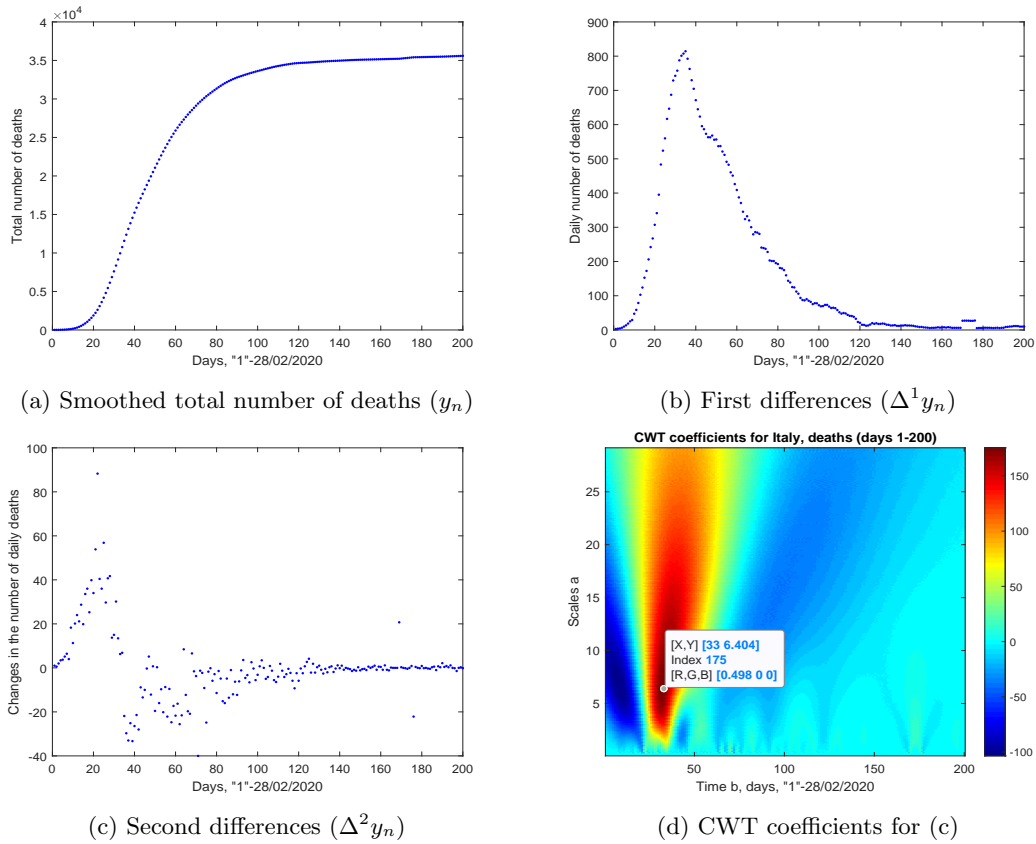 ×10⁴
4
3.5
3
2.5
2
1.5
1
0.5
0
0 20 40 60 80 100 120 140 160 180 200
Total number of deaths
Days, "1"-28/02/2020
(a) Smoothed total number of deaths (yₙ)
900
800
700
600
500
400
300
200
100
0
0 20 40 60 80 100 120 140 160 180 200
Daily number of deaths
Days, "1"-28/02/2020
(b) First differences (Δ¹yₙ)
100
80
60
40
20
0
-20
-40
0 20 40 60 80 100 120 140 160 180 200
Changes in the number of daily deaths
Days, "1"-28/02/2020
(c) Second differences (Δ²yₙ)
CWT coefficients for Italy, deaths (days 1-200)
25
20
15
10
5
50 100 150 200
Scales a
[X,Y] [33 6.404]
Index 175
[R,G,B] [0.498 0 0]
150
100
50
0
-50
-100
Time b, days, "1"-28/02/2020
(d) CWT coefficients for (c)